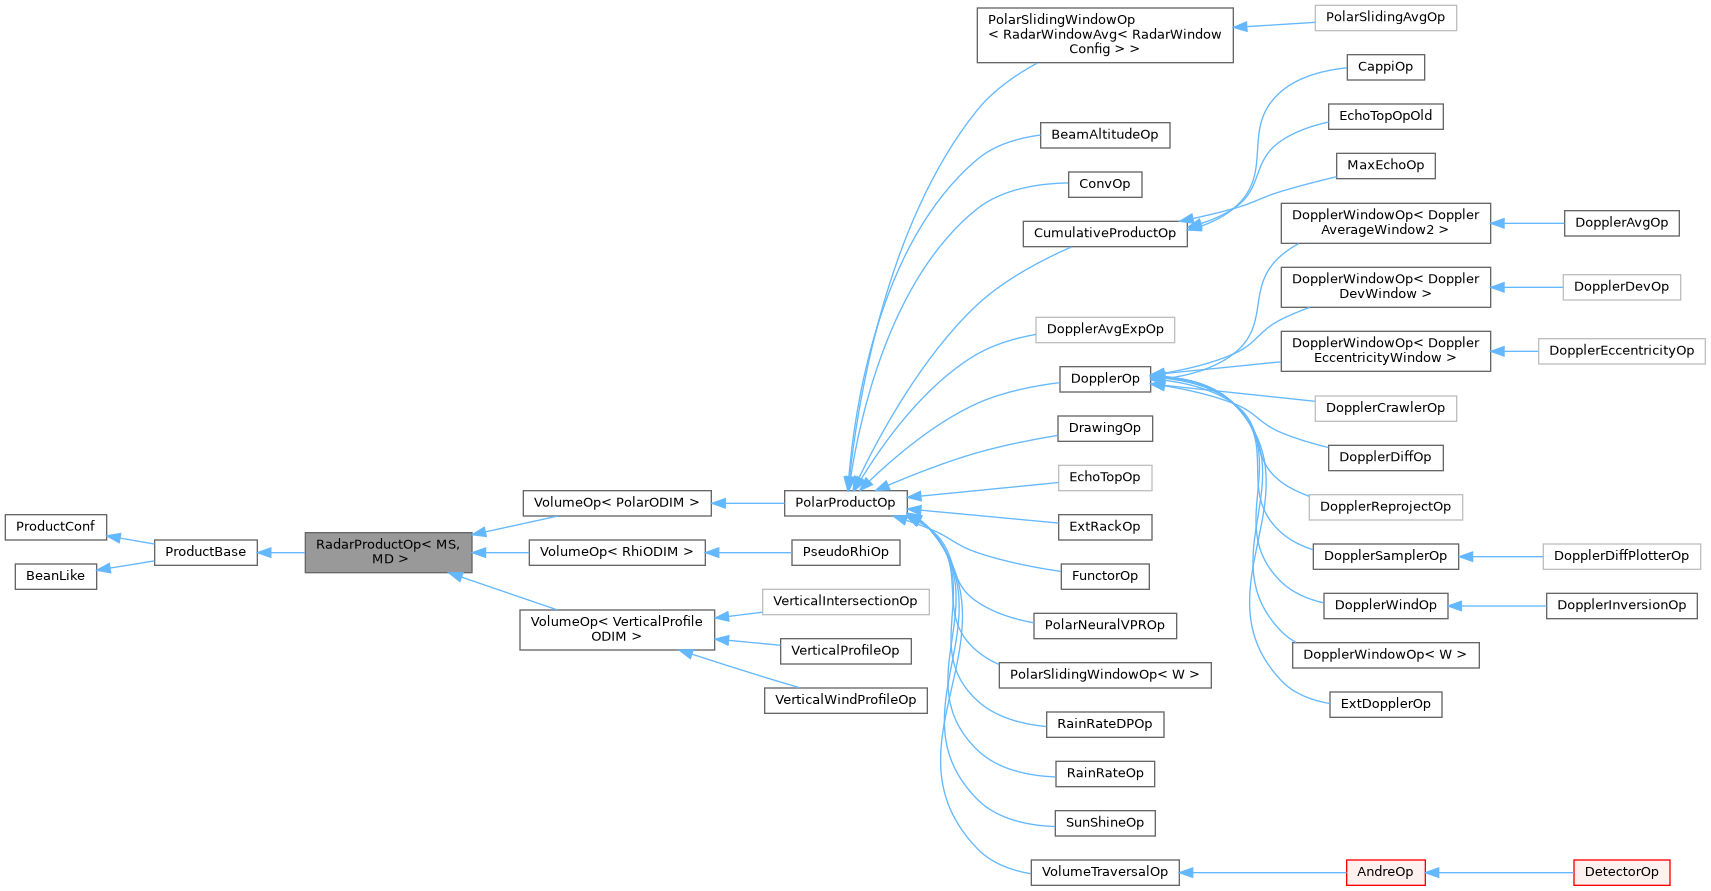 ProductConf
BeanLike
ProductBase
RadarProductOp< MS,
MD >
VolumeOp< PolarODIM >
VolumeOp< RhiODIM >
VolumeOp< VerticalProfile
ODIM >
PolarProductOp
PseudoRhiOp
VerticalIntersectionOp
VerticalProfileOp
VerticalWindProfileOp
PolarSlidingWindowOp
< RadarWindowAvg< RadarWindow
Config > >
BeamAltitudeOp
ConvOp
CumulativeProductOp
DopplerAvgExpOp
DopplerOp
DrawingOp
EchoTopOp
ExtRackOp
FunctorOp
PolarNeuralVPROp
PolarSlidingWindowOp< W >
RainRateDPOp
RainRateOp
SunShineOp
VolumeTraversalOp
PolarSlidingAvgOp
CappiOp
EchoTopOpOld
MaxEchoOp
DopplerWindowOp< Doppler
AverageWindow2 >
DopplerWindowOp< Doppler
DevWindow >
DopplerWindowOp< Doppler
EccentricityWindow >
DopplerCrawlerOp
DopplerDiffOp
DopplerReprojectOp
DopplerSamplerOp
DopplerWindOp
DopplerWindowOp< W >
ExtDopplerOp
AndreOp
DopplerAvgOp
DopplerDevOp
DopplerEccentricityOp
DopplerDiffPlotterOp
DopplerInversionOp
DetectorOp